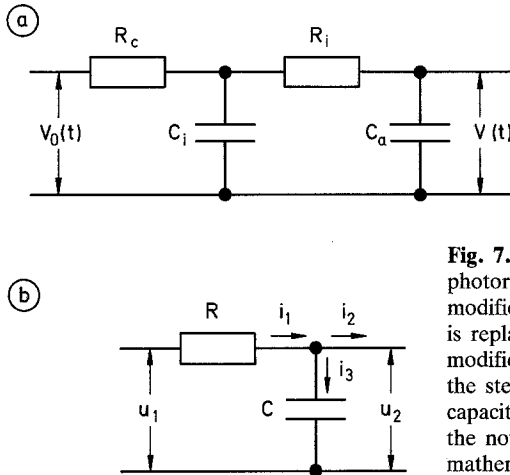 a
R_c R_i
V_0(t) C_i C_a V(t)
Fig. 7.
photor
modifie
is repla
modifie
the ste
capacit
the no
mather
b
R i_1 i_2
i_3
u_1 C u_2